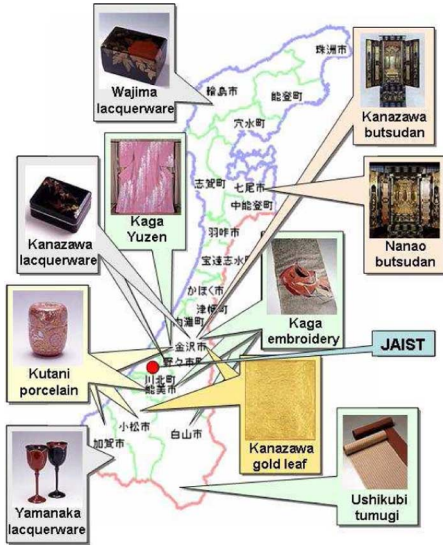 珠洲市
輪島市
能登町
穴水町
Wajima
lacquerware
Kanazawa
butsudan
志賀町
七尾市
中能登町
Kaga
Yuzen
羽咋市
宝達志水町
Kanazawa
lacquerware
Nanao
butsudan
かほく市
津幡町
内灘町
Kaga
embroidery
金沢市
野々市町
JAIST
Kutani
porcelain
川北町
能美市
小松市
白山市
加賀市
Kanazawa
gold leaf
Yamanaka
lacquerware
Ushikubi
tumugi